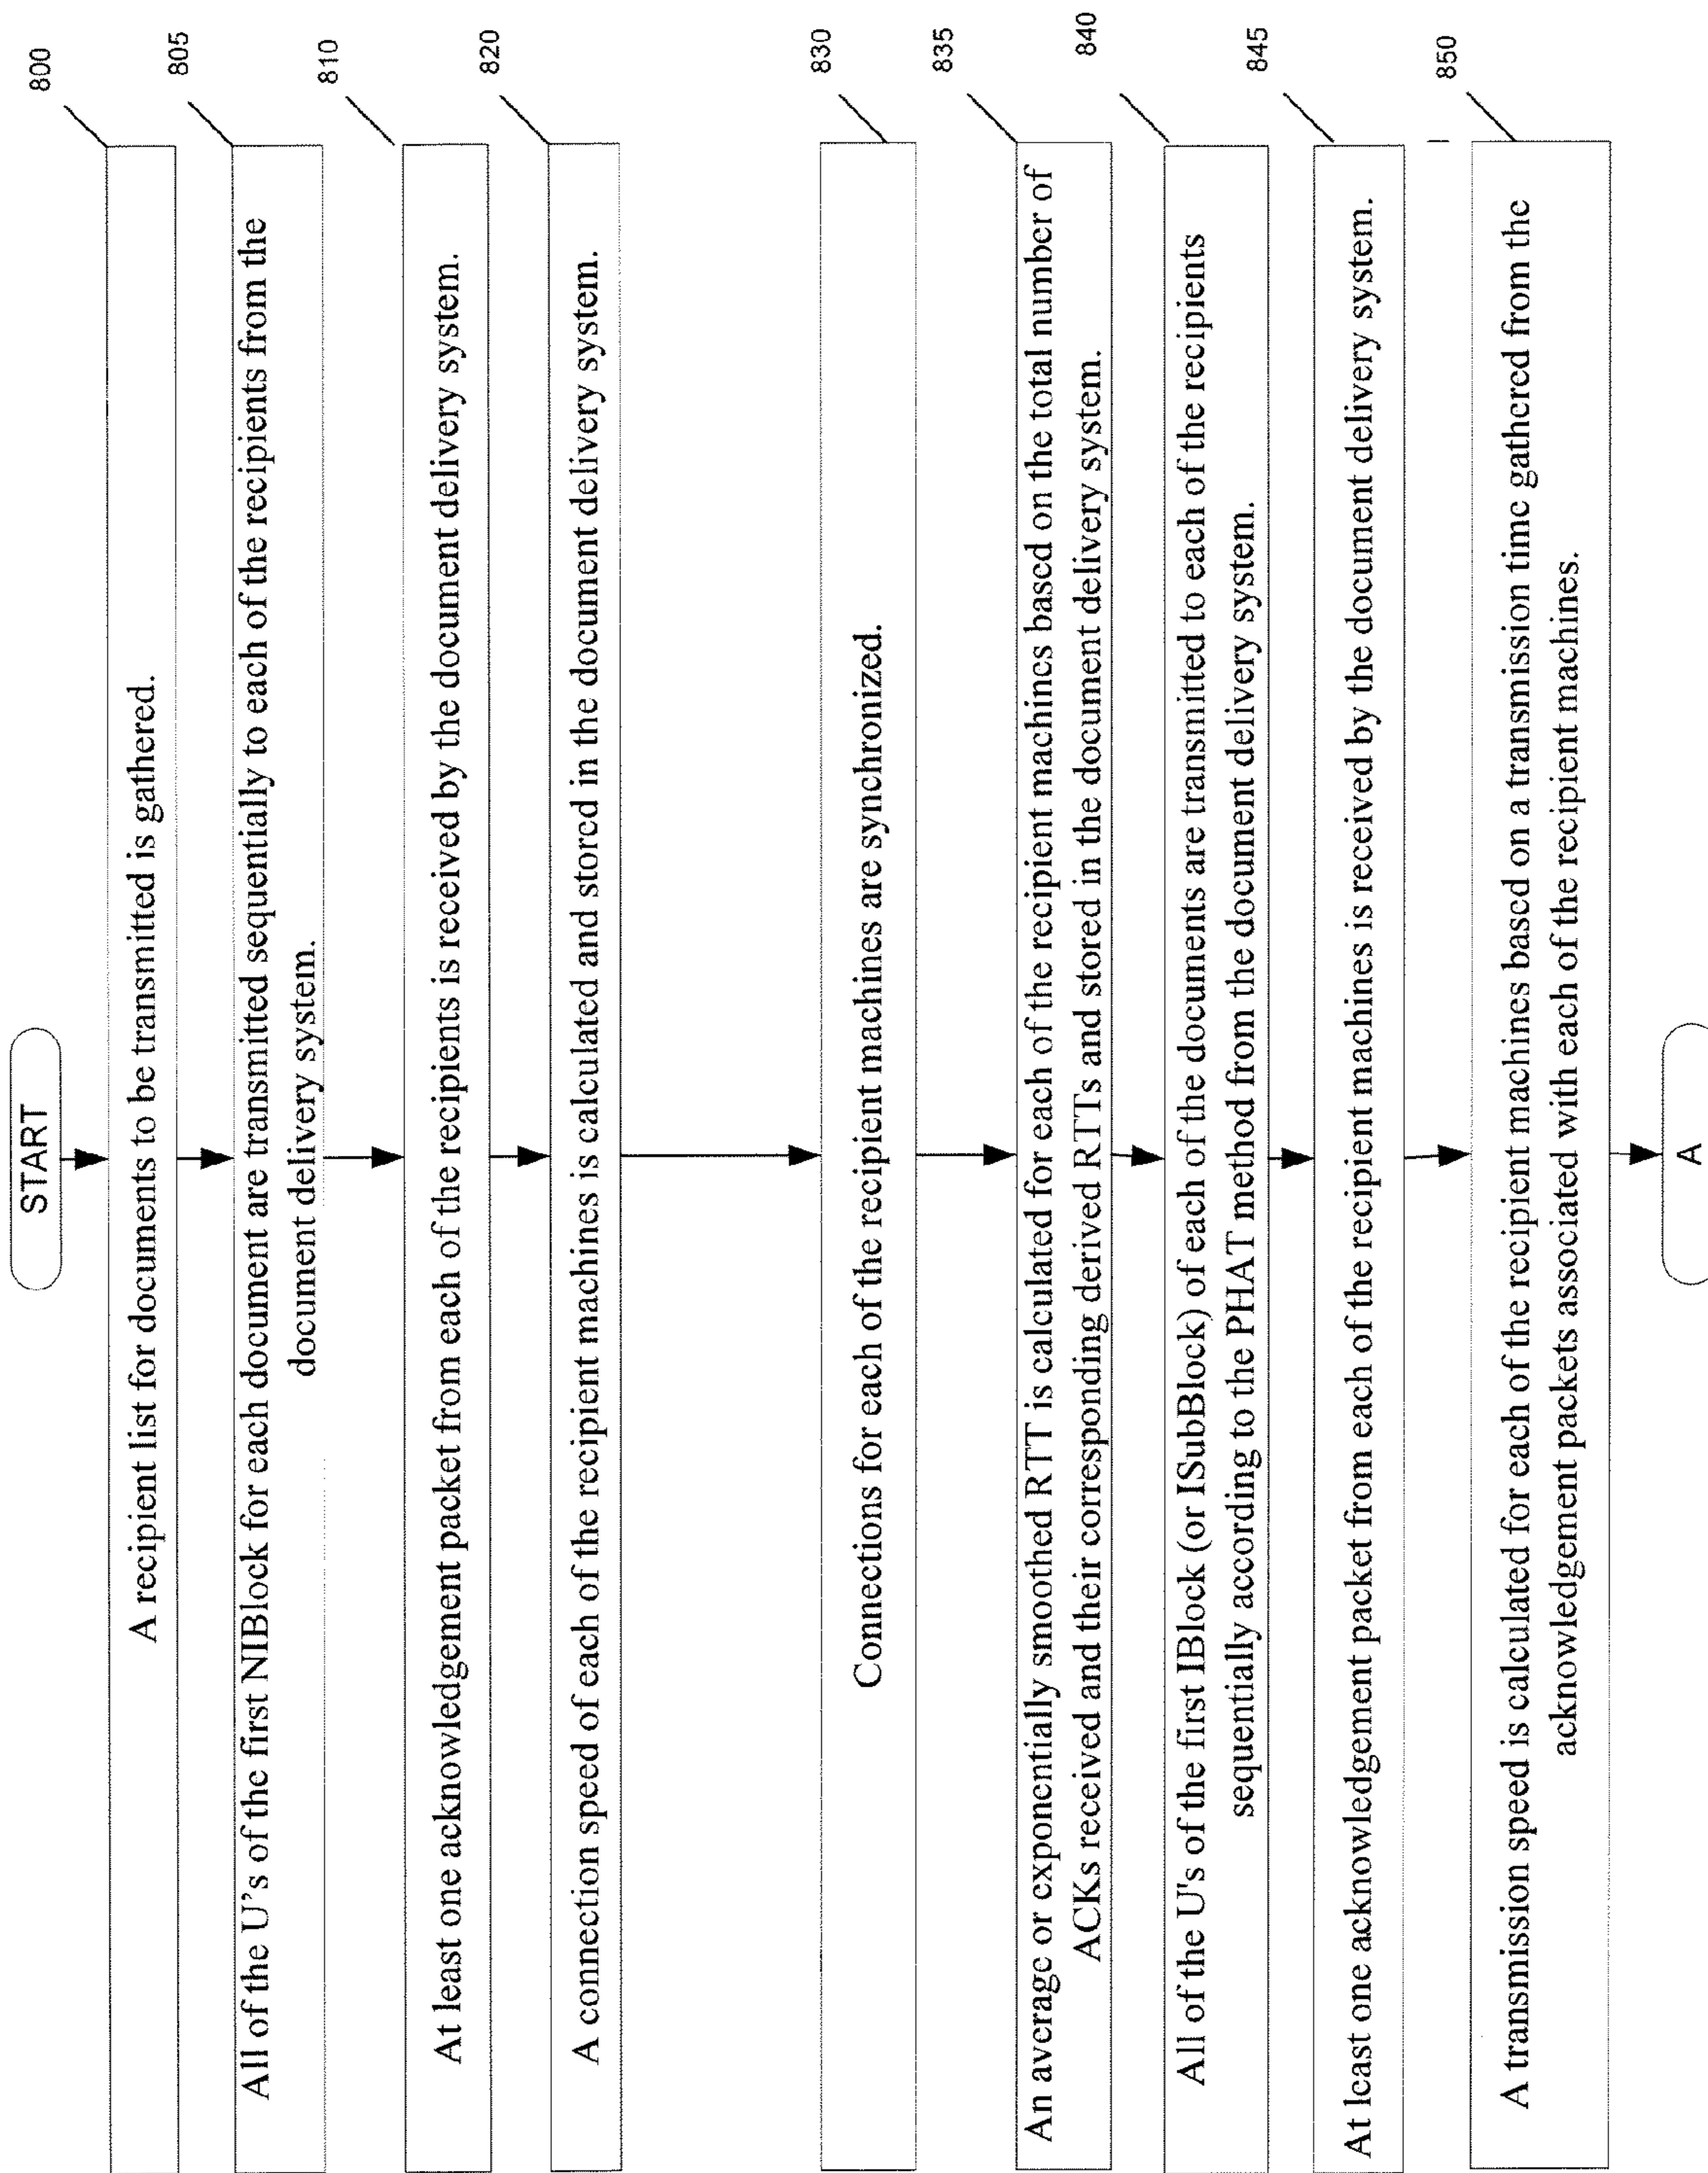 START
800
A recipient list for documents to be transmitted is gathered.
805
All of the U's of the first NIBlock for each document are transmitted sequentially to each of the recipients from the
document delivery system.
810
At least one acknowledgement packet from each of the recipients is received by the document delivery system.
820
A connection speed of each of the recipient machines is calculated and stored in the document delivery system.
830
Connections for each of the recipient machines are synchronized.
835
An average or exponentially smoothed RTT is calculated for each of the recipient machines based on the total number of
ACKs received and their corresponding derived RTTs and stored in the document delivery system.
840
All of the U's of the first IBlock (or ISubBlock) of each of the documents are transmitted to each of the recipients
sequentially according to the PHAT method from the document delivery system.
845
At least one acknowledgement packet from each of the recipient machines is received by the document delivery system.
850
A transmission speed is calculated for each of the recipient machines based on a transmission time gathered from the
acknowledgement packets associated with each of the recipient machines.
A